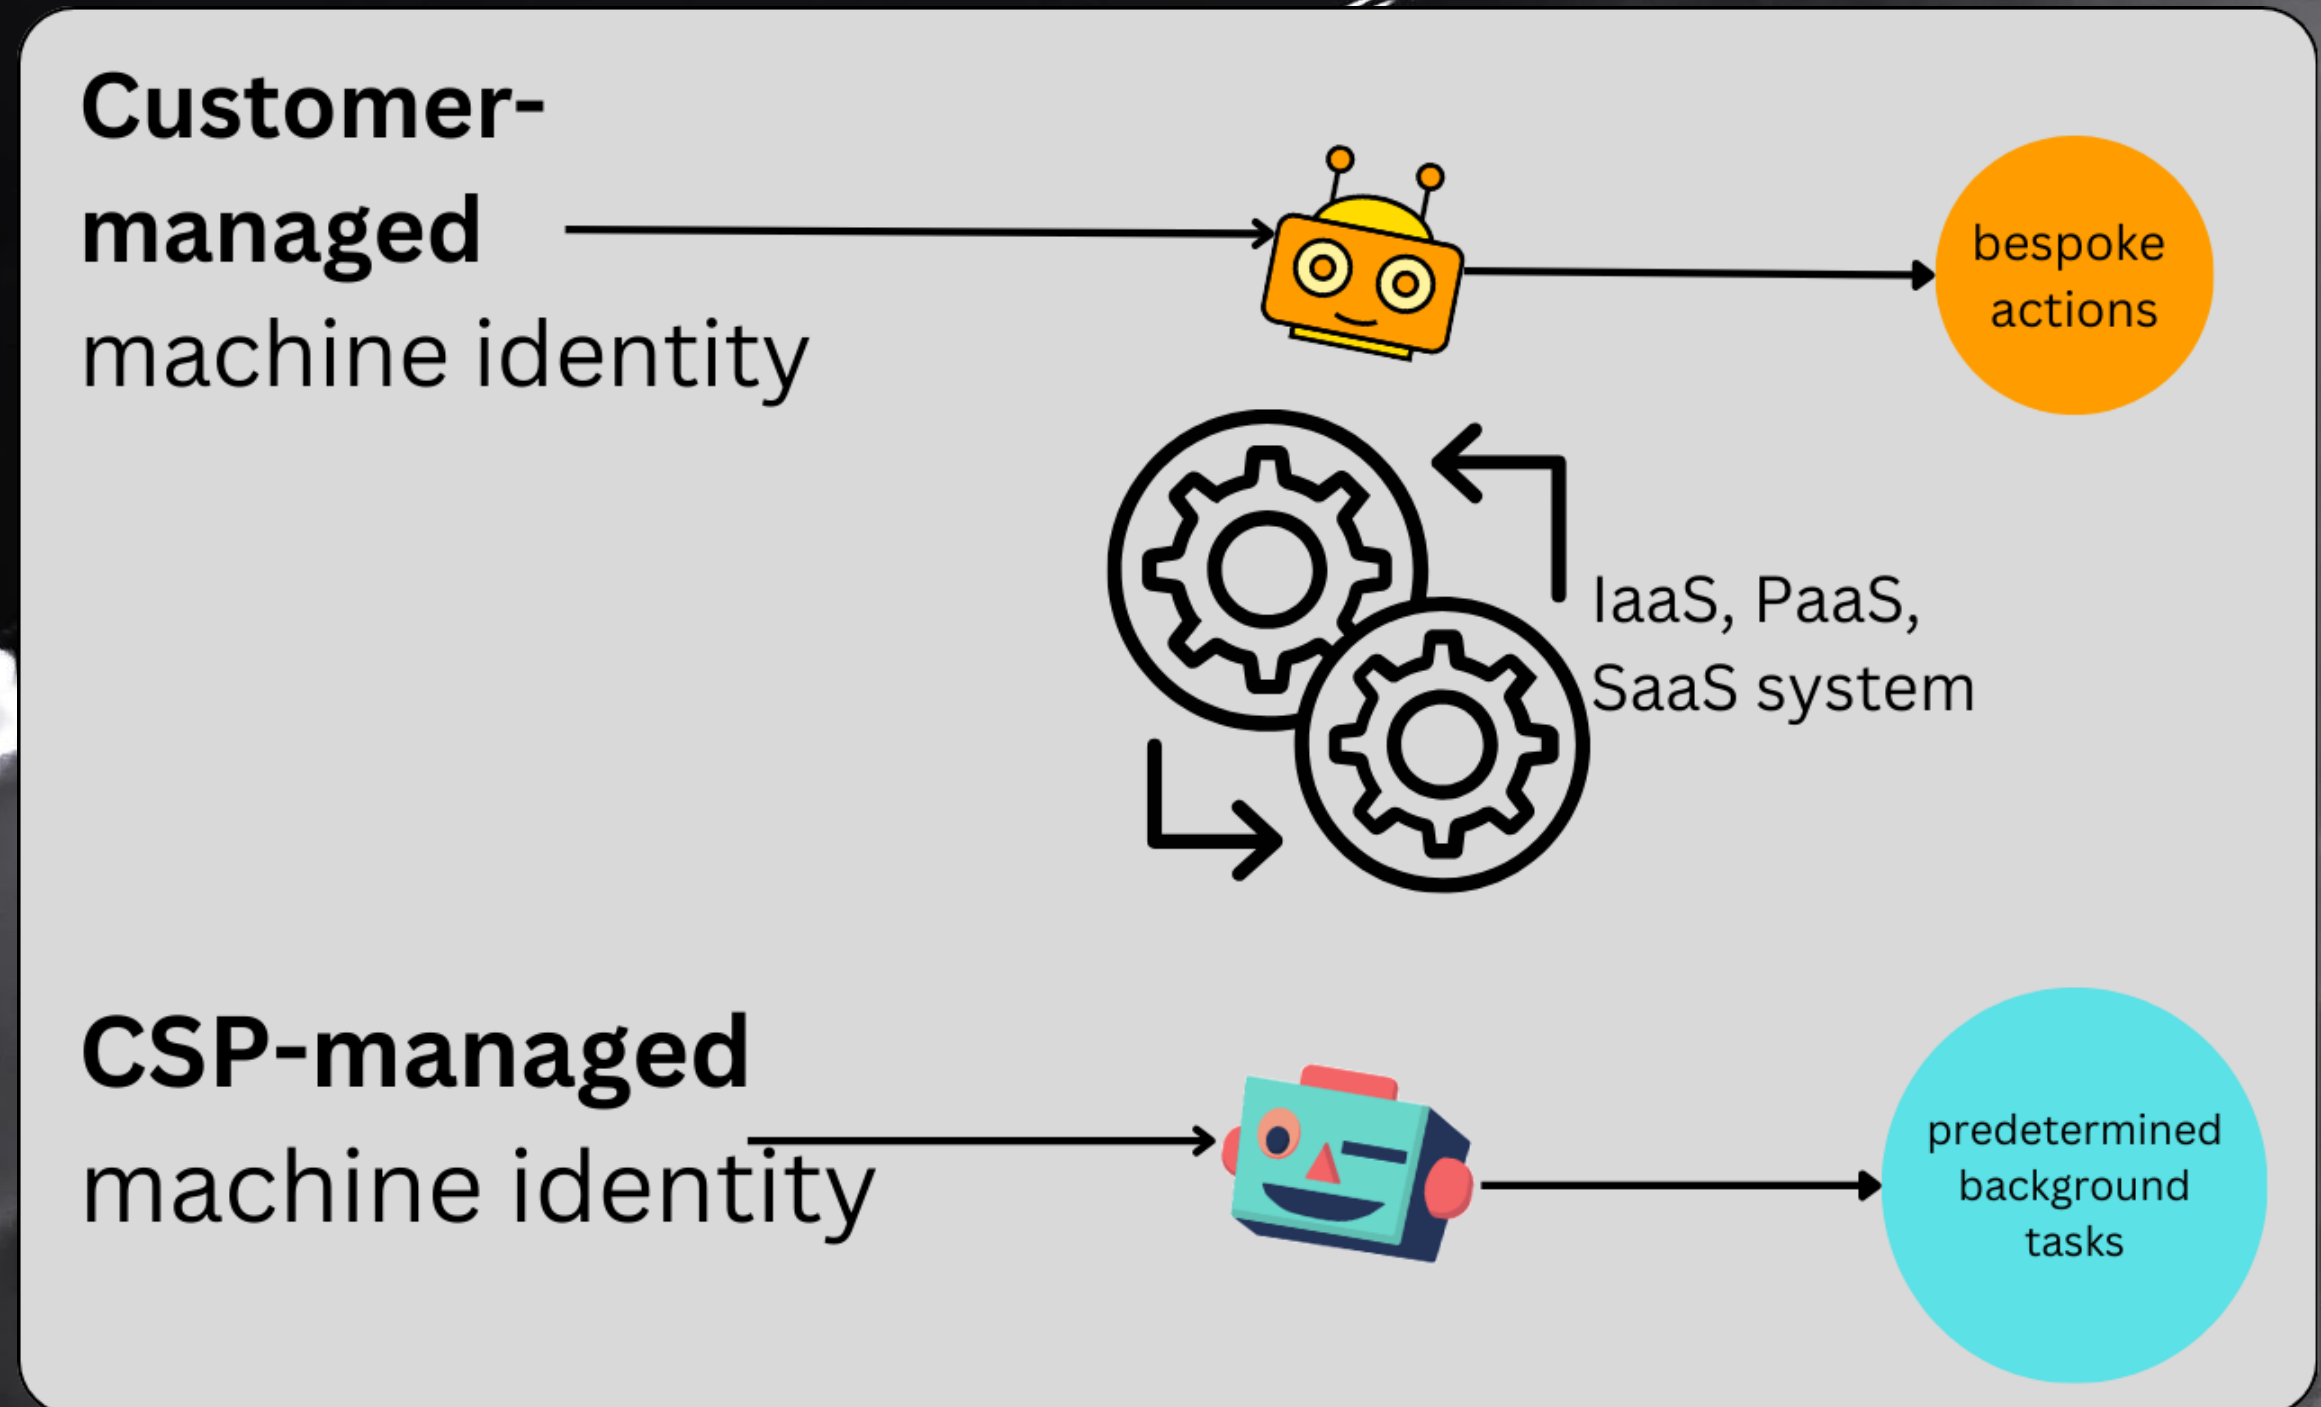 Customer-
managed
machine identity
bespoke
actions
IaaS, PaaS,
SaaS system
CSP-managed
machine identity
predetermined
background
tasks